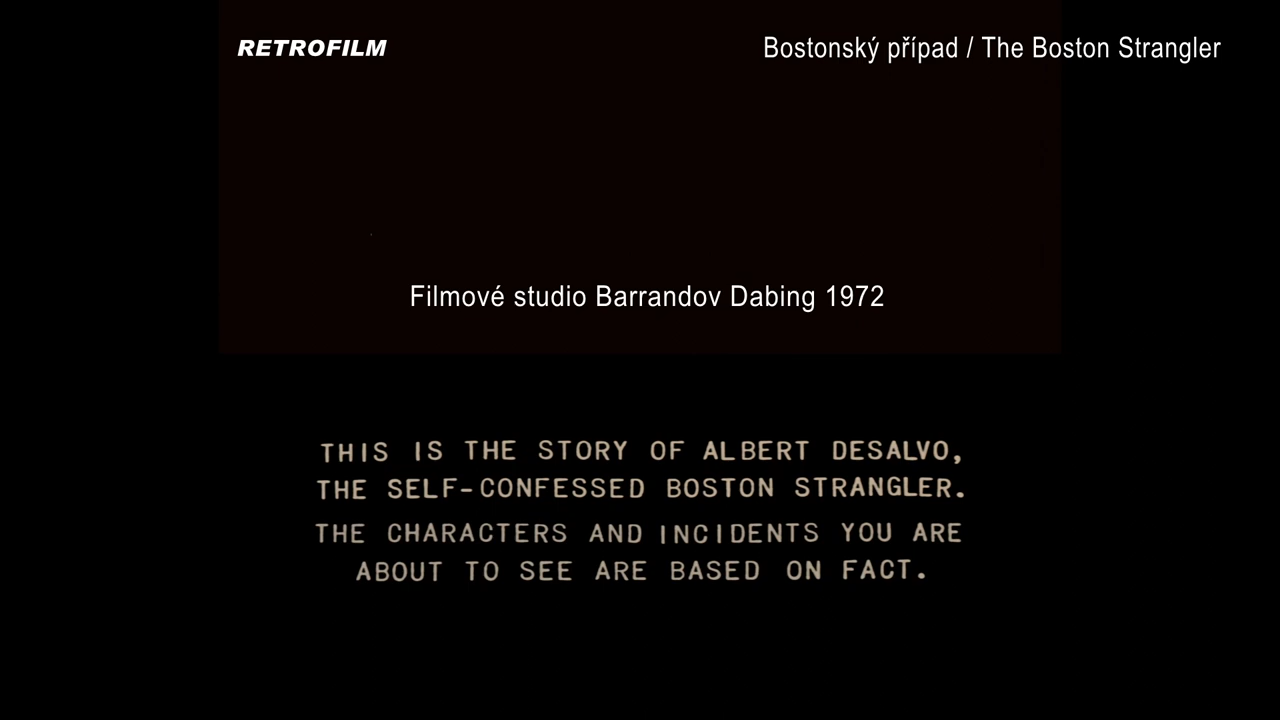 RETROFILM
Bostonský případ / The Boston Strangler
Filmové studio Barrandov Dabing 1972
THIS IS THE STORY OF ALBERT DESALVO,
THE SELF-CONFESSED BOSTON STRANGLER.
THE CHARACTERS AND INCIDENTS YOU ARE
ABOUT TO SEE ARE BASED ON FACT.